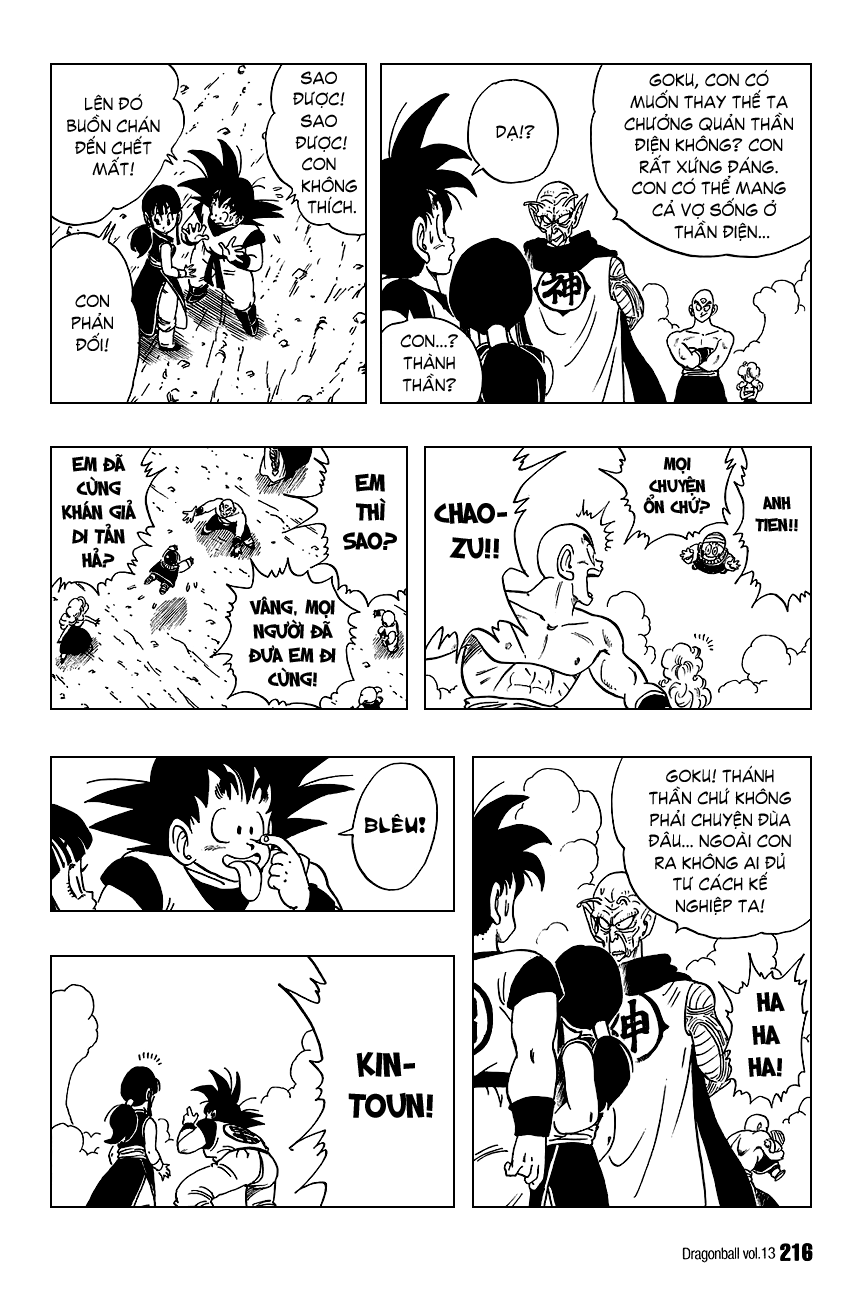 GOKU, CON CÓ
MUỐN THAY THẾ TA
CHƯỞNG QUẢN THẦN
ĐIỆN KHÔNG? CON
RẤT XỨNG ĐÁNG.
CON CÓ THỂ MANG
CẢ VỢ SỐNG Ở
THẦN ĐIỆN...
DẠ!?
神
CON...?
THÀNH
THẦN?
SAO
ĐƯỢC!
SAO
ĐƯỢC!
CON
KHÔNG
THÍCH.
LÊN ĐÓ
BUỒN CHÁN
ĐẾN CHẾT
MẤT!
CON
PHẢN
ĐỐI!
ANH
TIEN!!
MỌI
CHUYỆN
ỔN CHỨ?
CHAO-
ZU!!
EM
THÌ
SAO?
EM ĐÃ
CÙNG
KHÁN GIẢ
DI TẢN
HẢ?
VÂNG, MỌI
NGƯỜI ĐÃ
ĐƯA EM ĐI
CÙNG!
GOKU! THÁNH
THẦN CHỨ KHÔNG
PHẢI CHUYỆN ĐÙA
ĐÂU... NGOÀI CON
RA KHÔNG AI ĐỦ
TƯ CÁCH KẾ
NGHIỆP TA!
神
HA
HA
HA!
BLÊU!
KIN-
TOUN!
Dragonball vol.13 216